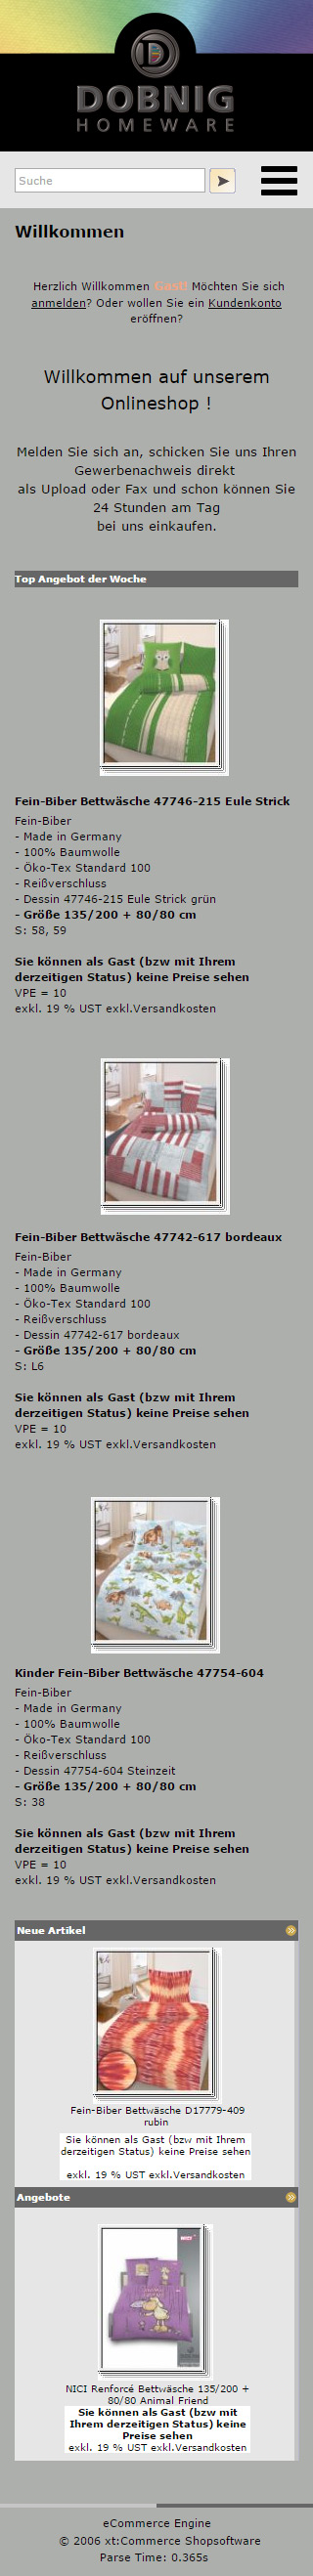 DOBNIG
HOMEWARE
Suche
Willkommen
Herzlich Willkommen Gast! Möchten Sie sich
anmelden? Oder wollen Sie ein Kundenkonto
eröffnen?
Willkommen auf unserem
Onlineshop !
Melden Sie sich an, schicken Sie uns Ihren
Gewerbenachweis direkt
als Upload oder Fax und schon können Sie
24 Stunden am Tag
bei uns einkaufen.
Top Angebot der Woche
Fein-Biber Bettwäsche 47746-215 Eule Strick
Fein-Biber
- Made in Germany
- 100% Baumwolle
- Öko-Tex Standard 100
- Reißverschluss
- Dessin 47746-215 Eule Strick grün
- Größe 135/200 + 80/80 cm
S: 58, 59
Sie können als Gast (bzw mit Ihrem
derzeitigen Status) keine Preise sehen
VPE = 10
exkl. 19 % UST exkl.Versandkosten
Fein-Biber Bettwäsche 47742-617 bordeaux
Fein-Biber
- Made in Germany
- 100% Baumwolle
- Öko-Tex Standard 100
- Reißverschluss
- Dessin 47742-617 bordeaux
- Größe 135/200 + 80/80 cm
S: L6
Sie können als Gast (bzw mit Ihrem
derzeitigen Status) keine Preise sehen
VPE = 10
exkl. 19 % UST exkl.Versandkosten
Kinder Fein-Biber Bettwäsche 47754-604
Fein-Biber
- Made in Germany
- 100% Baumwolle
- Öko-Tex Standard 100
- Reißverschluss
- Dessin 47754-604 Steinzeit
- Größe 135/200 + 80/80 cm
S: 38
Sie können als Gast (bzw mit Ihrem
derzeitigen Status) keine Preise sehen
VPE = 10
exkl. 19 % UST exkl.Versandkosten
Neue Artikel
Fein-Biber Bettwäsche D17779-409
rubin
Sie können als Gast (bzw mit Ihrem
derzeitigen Status) keine Preise sehen
exkl. 19 % UST exkl.Versandkosten
Angebote
NICI
NICI Renforcé Bettwäsche 135/200 +
80/80 Animal Friend
Sie können als Gast (bzw mit
Ihrem derzeitigen Status) keine
Preise sehen
exkl. 19 % UST exkl.Versandkosten
eCommerce Engine
© 2006 xt:Commerce Shopsoftware
Parse Time: 0.365s